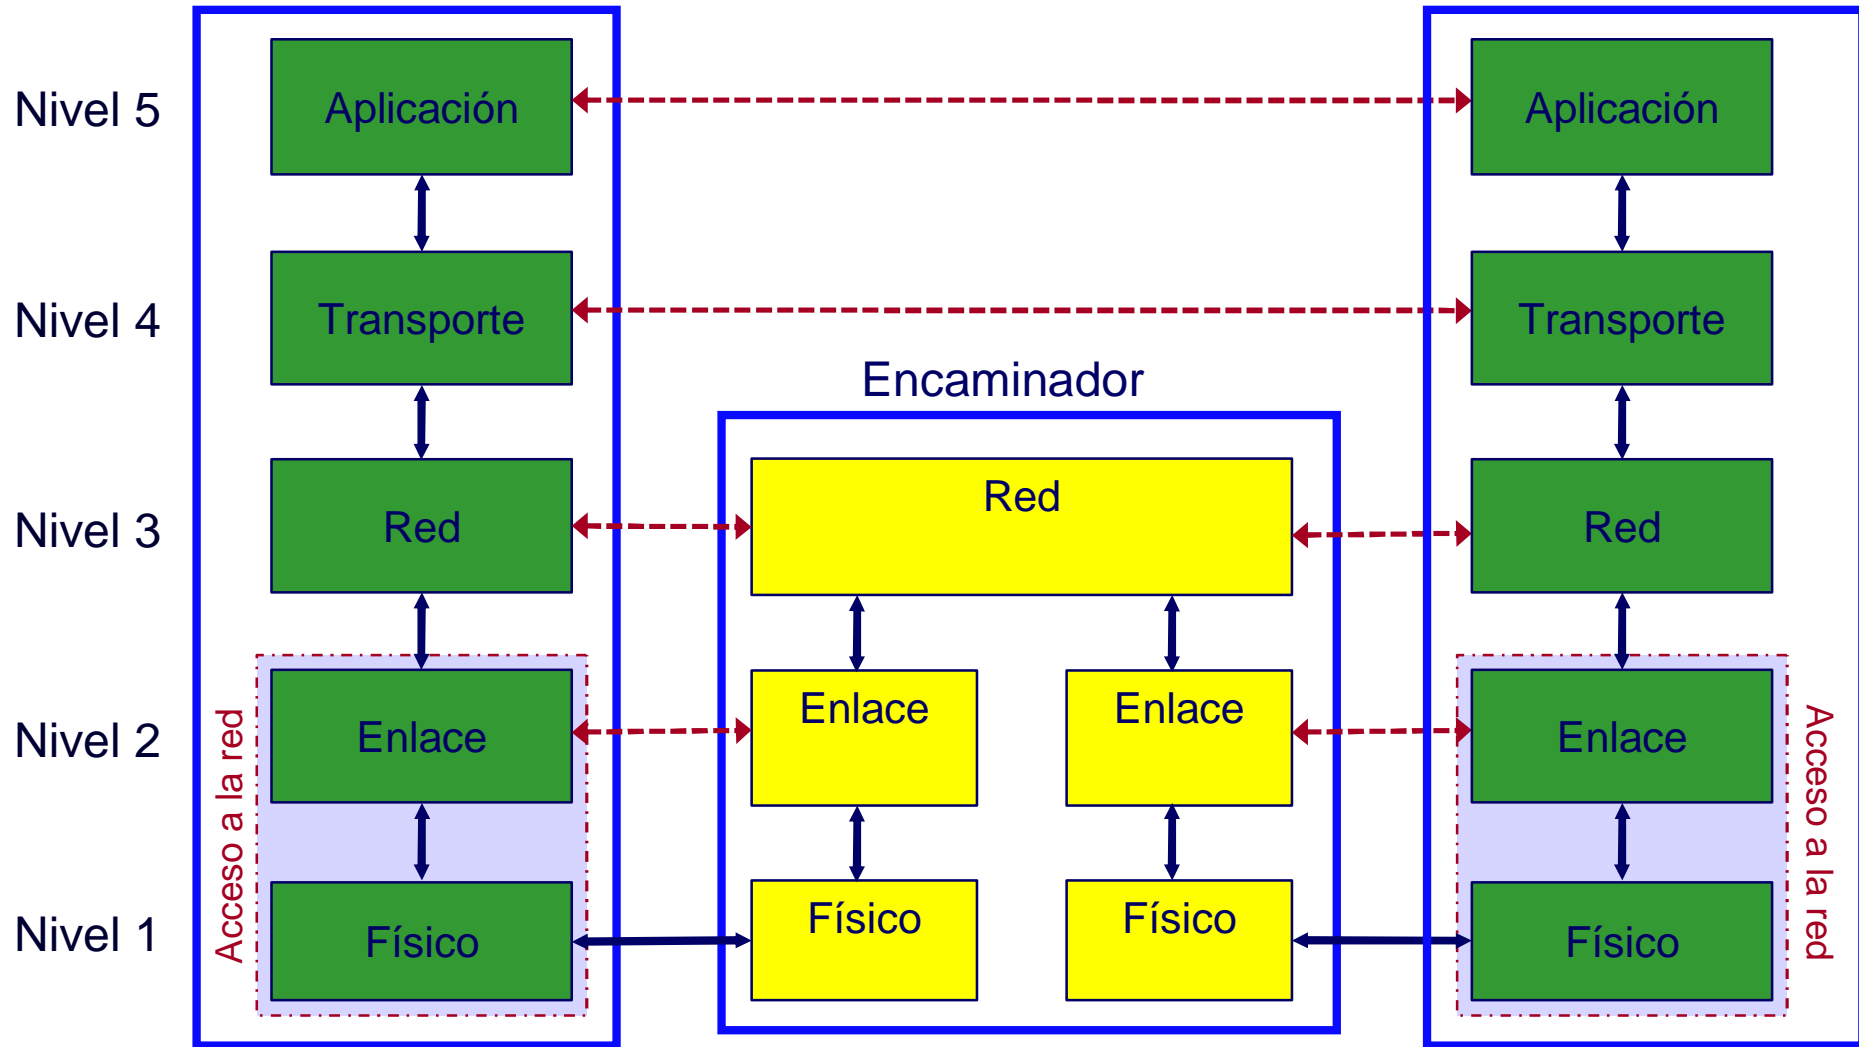 Nivel 5
Aplicación
Aplicación
Nivel 4
Transporte
Transporte
Encaminador
Nivel 3
Red
Red
Red
Nivel 2
Acceso a la red
Enlace
Enlace
Enlace
Enlace
Acceso a la red
Nivel 1
Físico
Físico
Físico
Físico